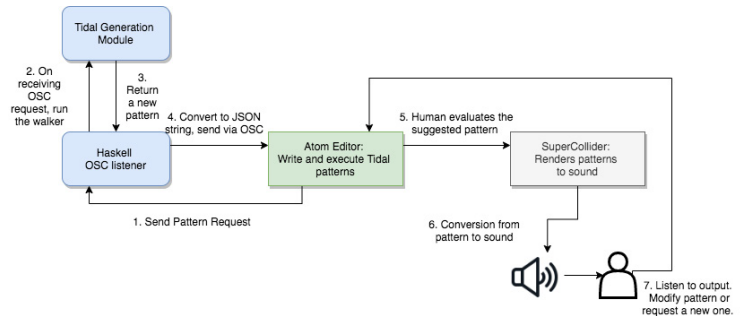 Tidal Generation
Module
2. On
receiving
OSC
request, run
the walker
3.
Return
a new
pattern
4. Convert to JSON
string, send via OSC
5. Human evaluates the
suggested pattern
Haskell
OSC listener
Atom Editor:
Write and execute Tidal
patterns
SuperCollider:
Renders patterns
to sound
1. Send Pattern Request
6. Conversion from
pattern to sound
7. Listen to output.
Modify pattern or
request a new one.